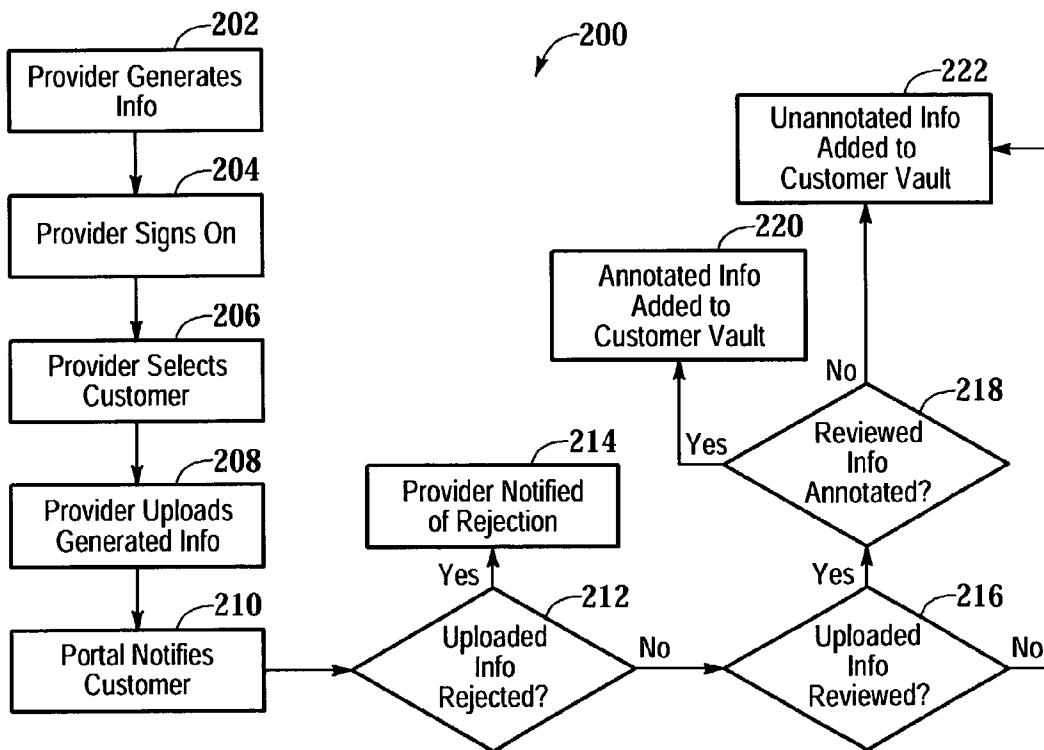 202
Provider Generates
Info
204
Provider Signs On
206
Provider Selects
Customer
208
Provider Uploads
Generated Info
210
Portal Notifies
Customer
200
214
Provider Notified
of Rejection
Yes
212
Uploaded
Info
Rejected?
No
222
Unannotated Info
Added to
Customer Vault
220
Annotated Info
Added to
Customer Vault
No
218
Yes
Reviewed
Info
Annotated?
Yes
216
Uploaded
Info
Reviewed?
No